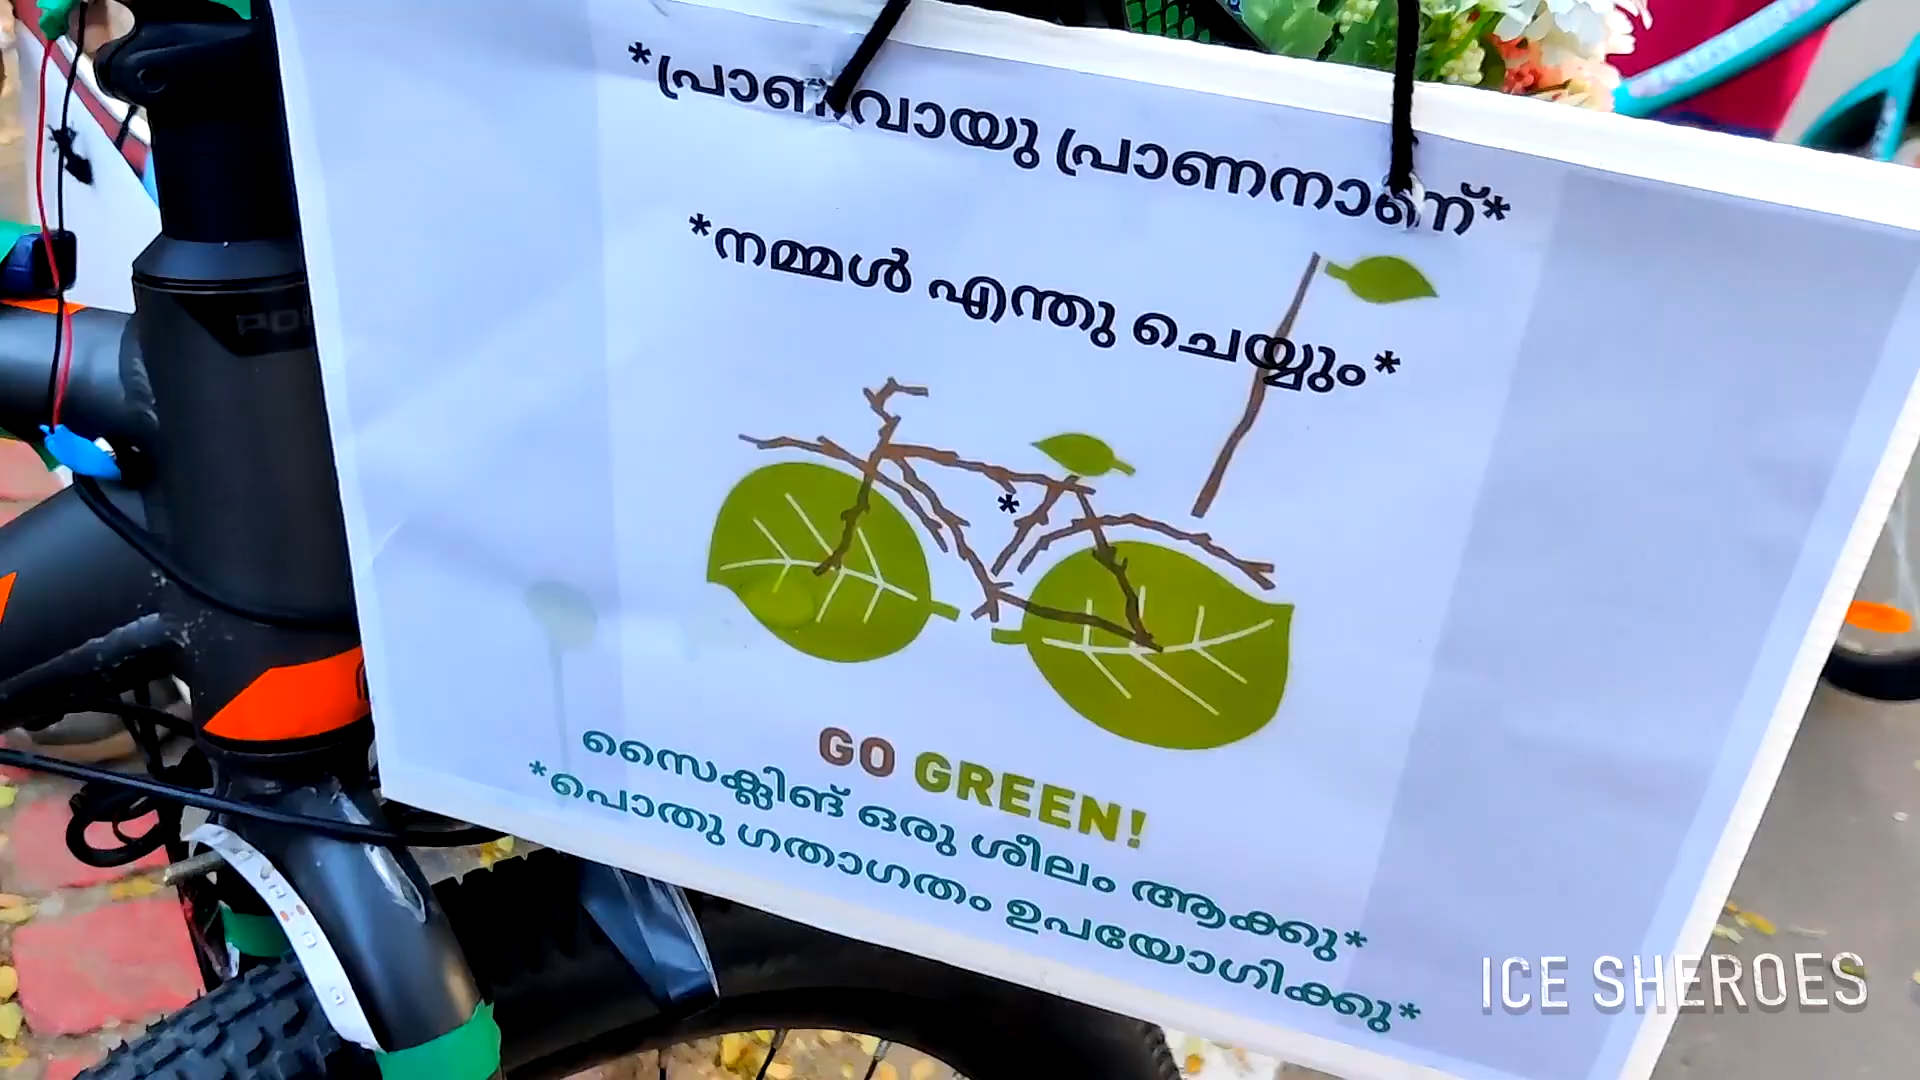 *പ്രാണവായു പ്രാണനാണ്*
*നമ്മൾ എന്തു ചെയ്യും*
*
GO GREEN!
സൈക്ലിങ് ഒരു ശീലം ആക്കു*
*പൊതു ഗതാഗതം ഉപയോഗിക്കു*
ICE SHEROES